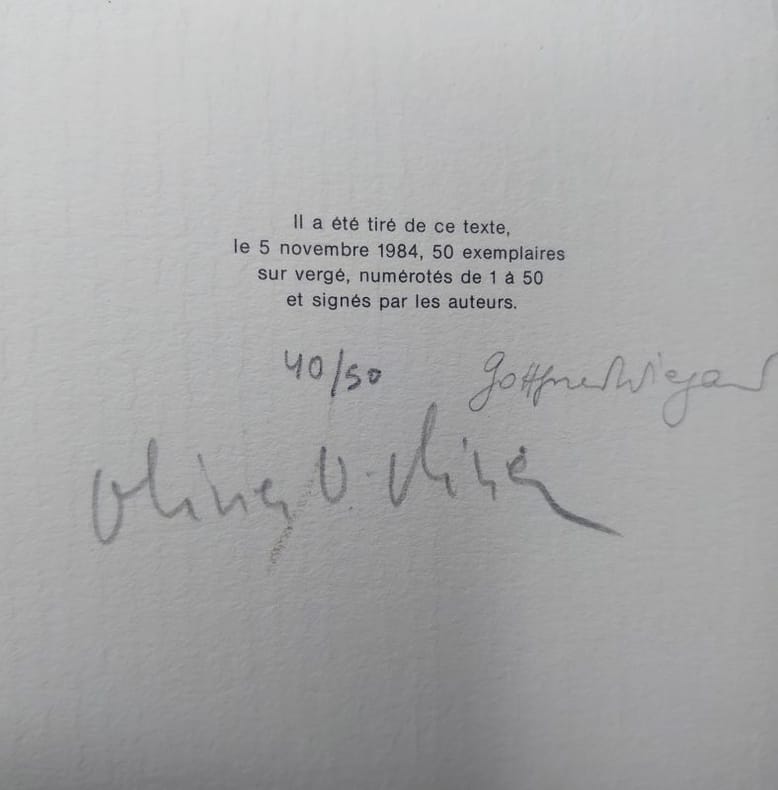 Il a été tiré de ce texte,
le 5 novembre 1984, 50 exemplaires
sur vergé, numérotés de 1 à 50
et signés par les auteurs.
40/50